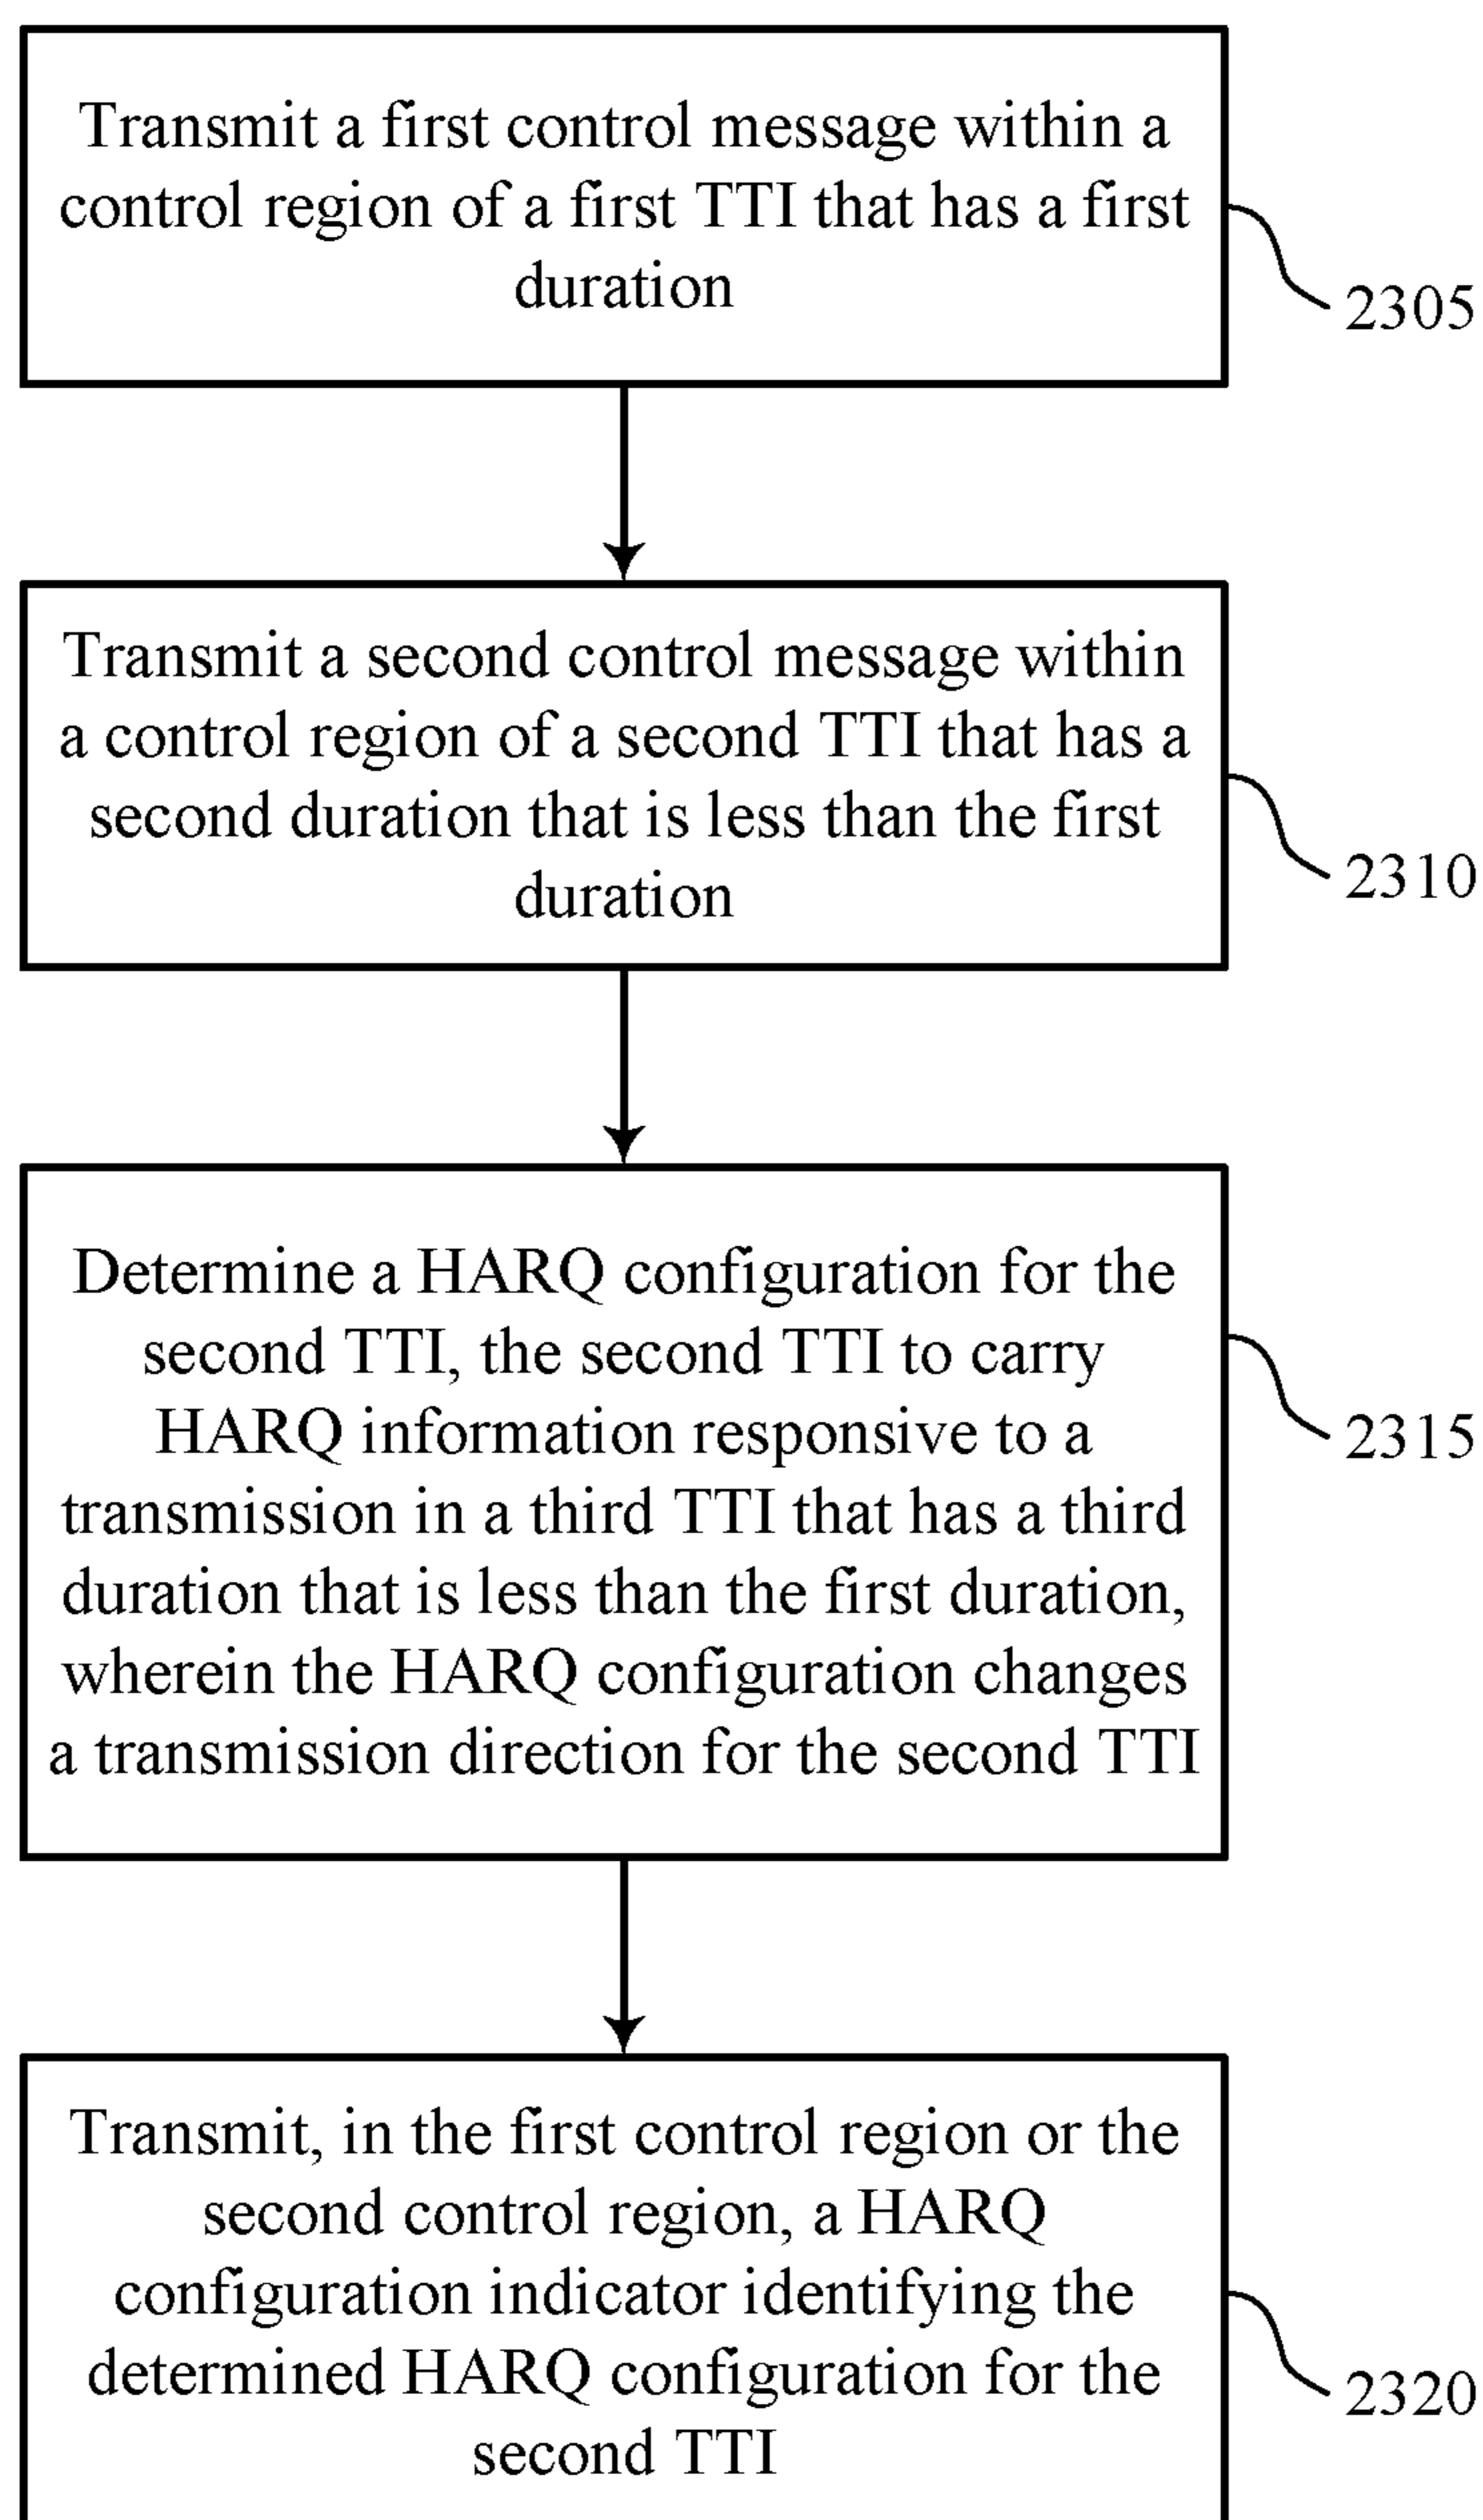 Transmit a first control message within a
control region of a first TTI that has a first
duration
2305
Transmit a second control message within
a control region of a second TTI that has a
second duration that is less than the first
duration
2310
Determine a HARQ configuration for the
second TTI, the second TTI to carry
HARQ information responsive to a
transmission in a third TTI that has a third
duration that is less than the first duration,
wherein the HARQ configuration changes
a transmission direction for the second TTI
2315
Transmit, in the first control region or the
second control region, a HARQ
configuration indicator identifying the
determined HARQ configuration for the
second TTI
2320